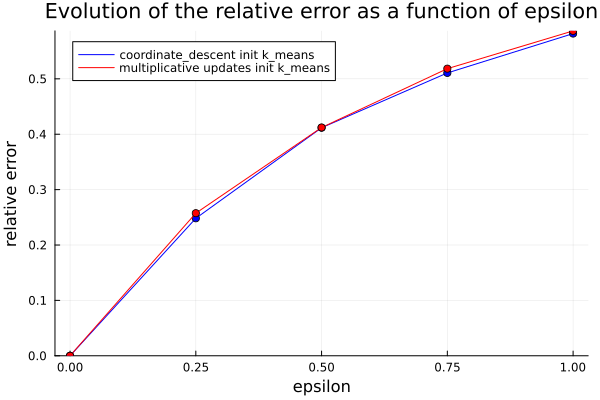 Evolution of the relative error as a function of epsilon
coordinate_descent init k_means
multiplicative updates init k_means
relative error
0.5
0.4
0.3
0.2
0.1
0.0
0.00 0.25 0.50 0.75 1.00
epsilon